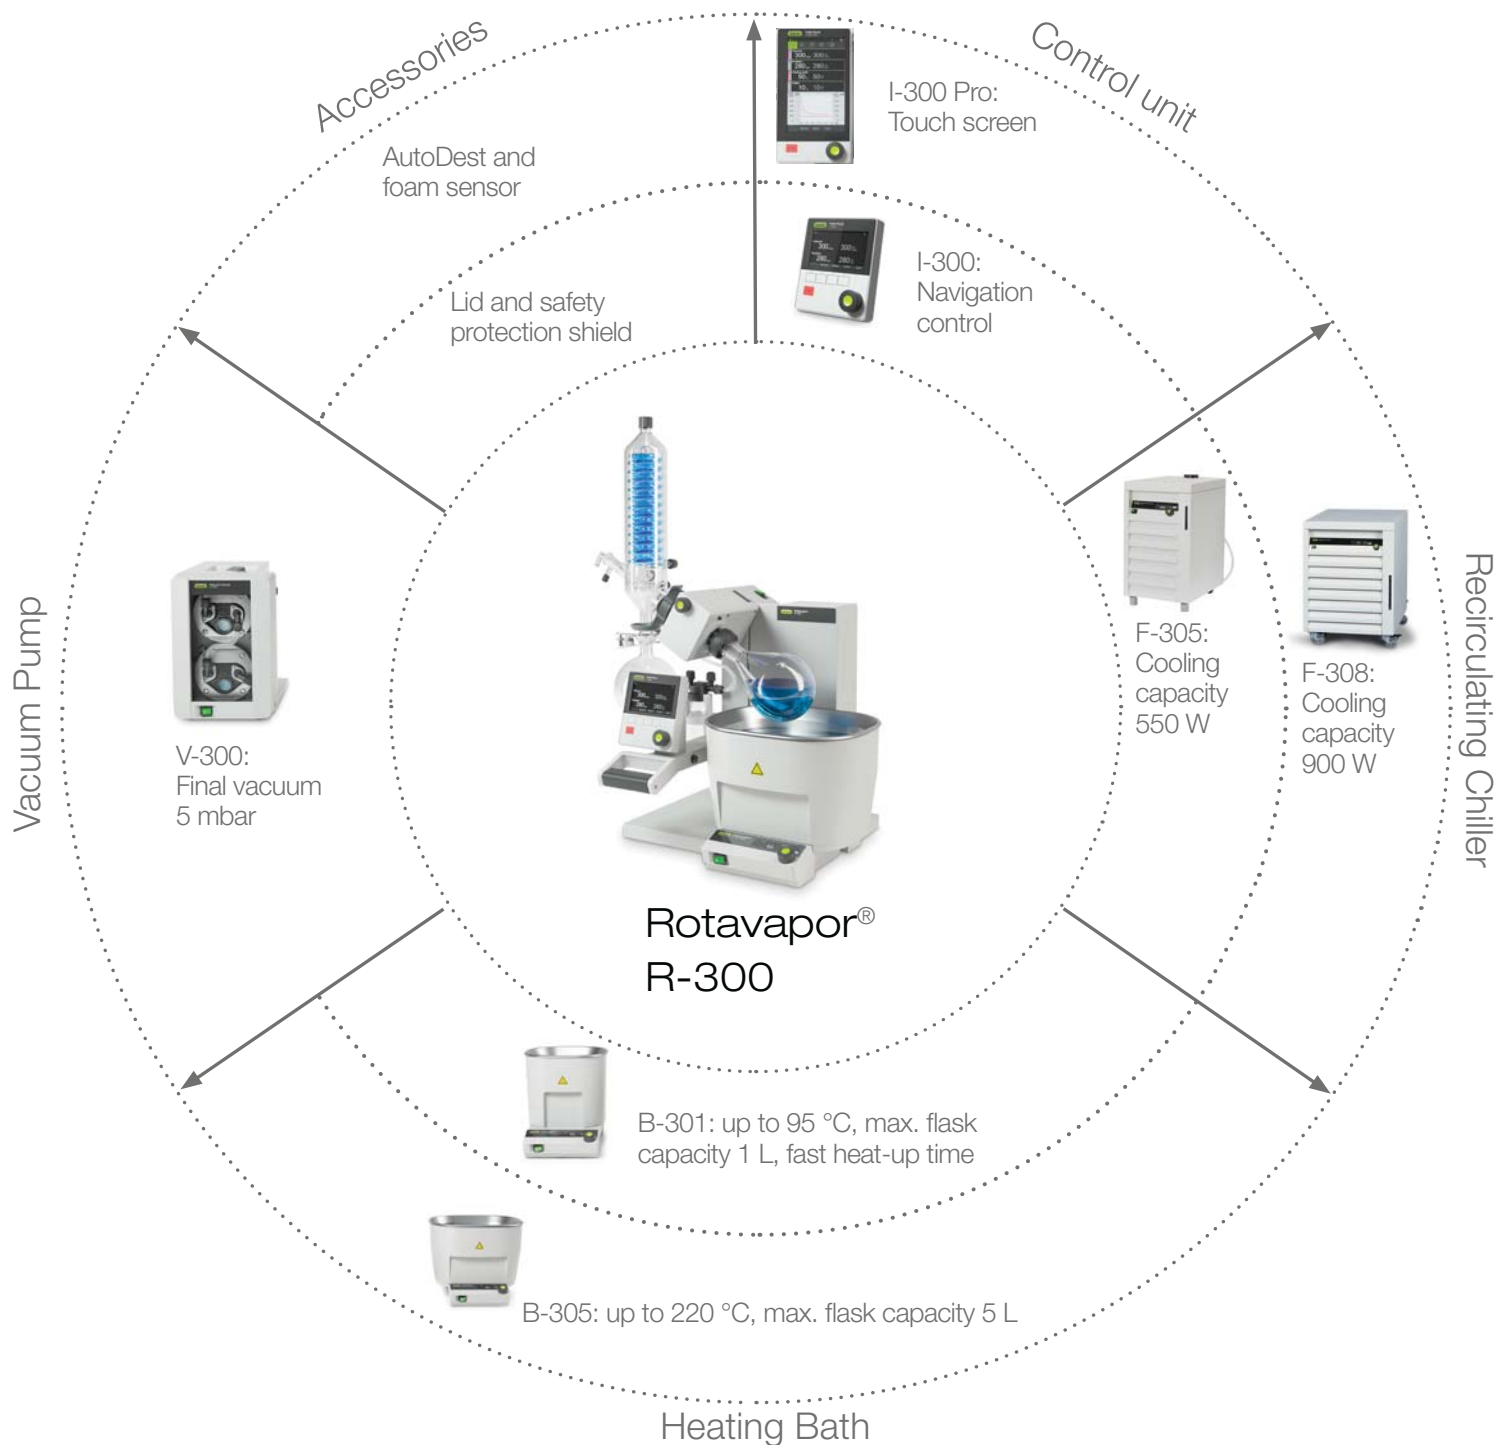 Accessories
Control unit
I-300 Pro:
Touch screen
AutoDest and
foam sensor
I-300:
Navigation
control
Lid and safety
protection shield
Vacuum Pump
V-300:
Final vacuum
5 mbar
F-305:
Cooling
capacity
550 W
F-308:
Cooling
capacity
900 W
Recirculating Chiller
Rotavapor®
R-300
B-301: up to 95 °C, max. flask
capacity 1 L, fast heat-up time
B-305: up to 220 °C, max. flask capacity 5 L
Heating Bath